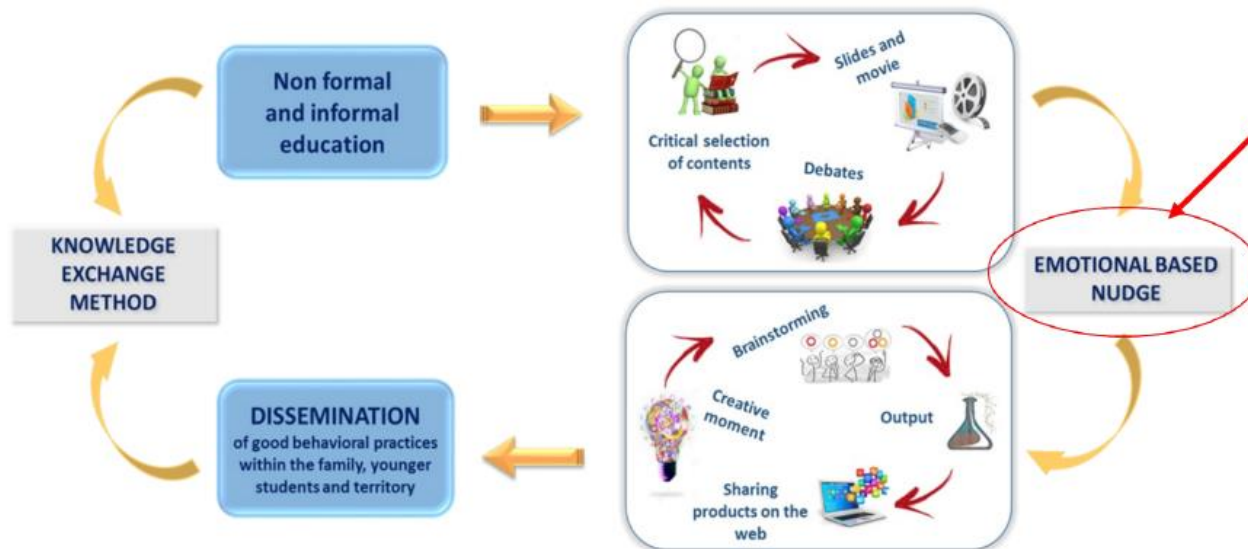 Non formal
and informal
education
Critical selection
of contents
Slides and
movie
Debates
KNOWLEDGE
EXCHANGE
METHOD
EMOTIONAL BASED
NUDGE
Brainstorming
Creative
moment
Output
Sharing
products on the
web
DISSEMINATION
of good behavioral practices
within the family, younger
students and territory